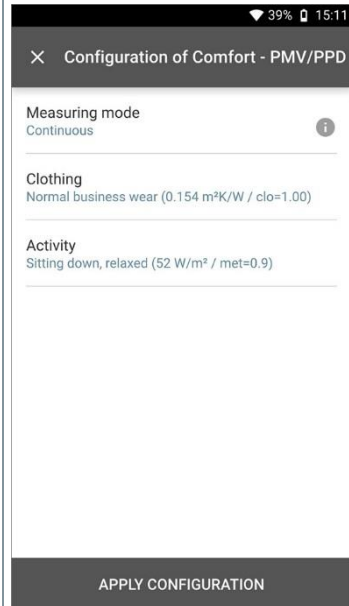 39% 15:11
Configuration of Comfort - PMV/PPD
Measuring mode
Continuous
Clothing
Normal business wear (0.154 m²K/W / clo=1.00)
Activity
Sitting down, relaxed (52 W/m² / met=0.9)
APPLY CONFIGURATION